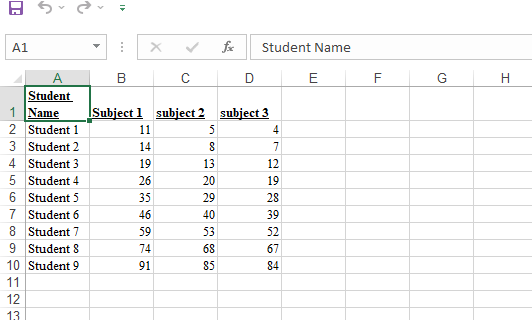 A1 fx Student Name
A B C D E F G H
Student
1 Name Subject 1 subject 2 subject 3
2 Student 1 11 5 4
3 Student 2 14 8 7
4 Student 3 19 13 12
5 Student 4 26 20 19
6 Student 5 35 29 28
7 Student 6 46 40 39
8 Student 7 59 53 52
9 Student 8 74 68 67
10 Student 9 91 85 84
11
12
13